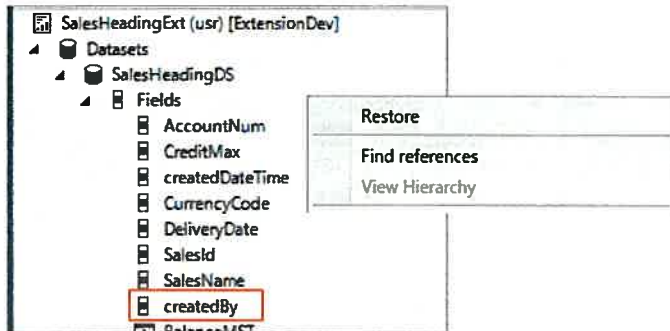 SalesHeadingExt (usr) [ExtensionDev]
Datasets
SalesHeadingDS
Fields
AccountNum
CreditMax
createdDateTime
CurrencyCode
DeliveryDate
SalesId
SalesName
createdBy
BalanceMST
Restore
Find references
View Hierarchy